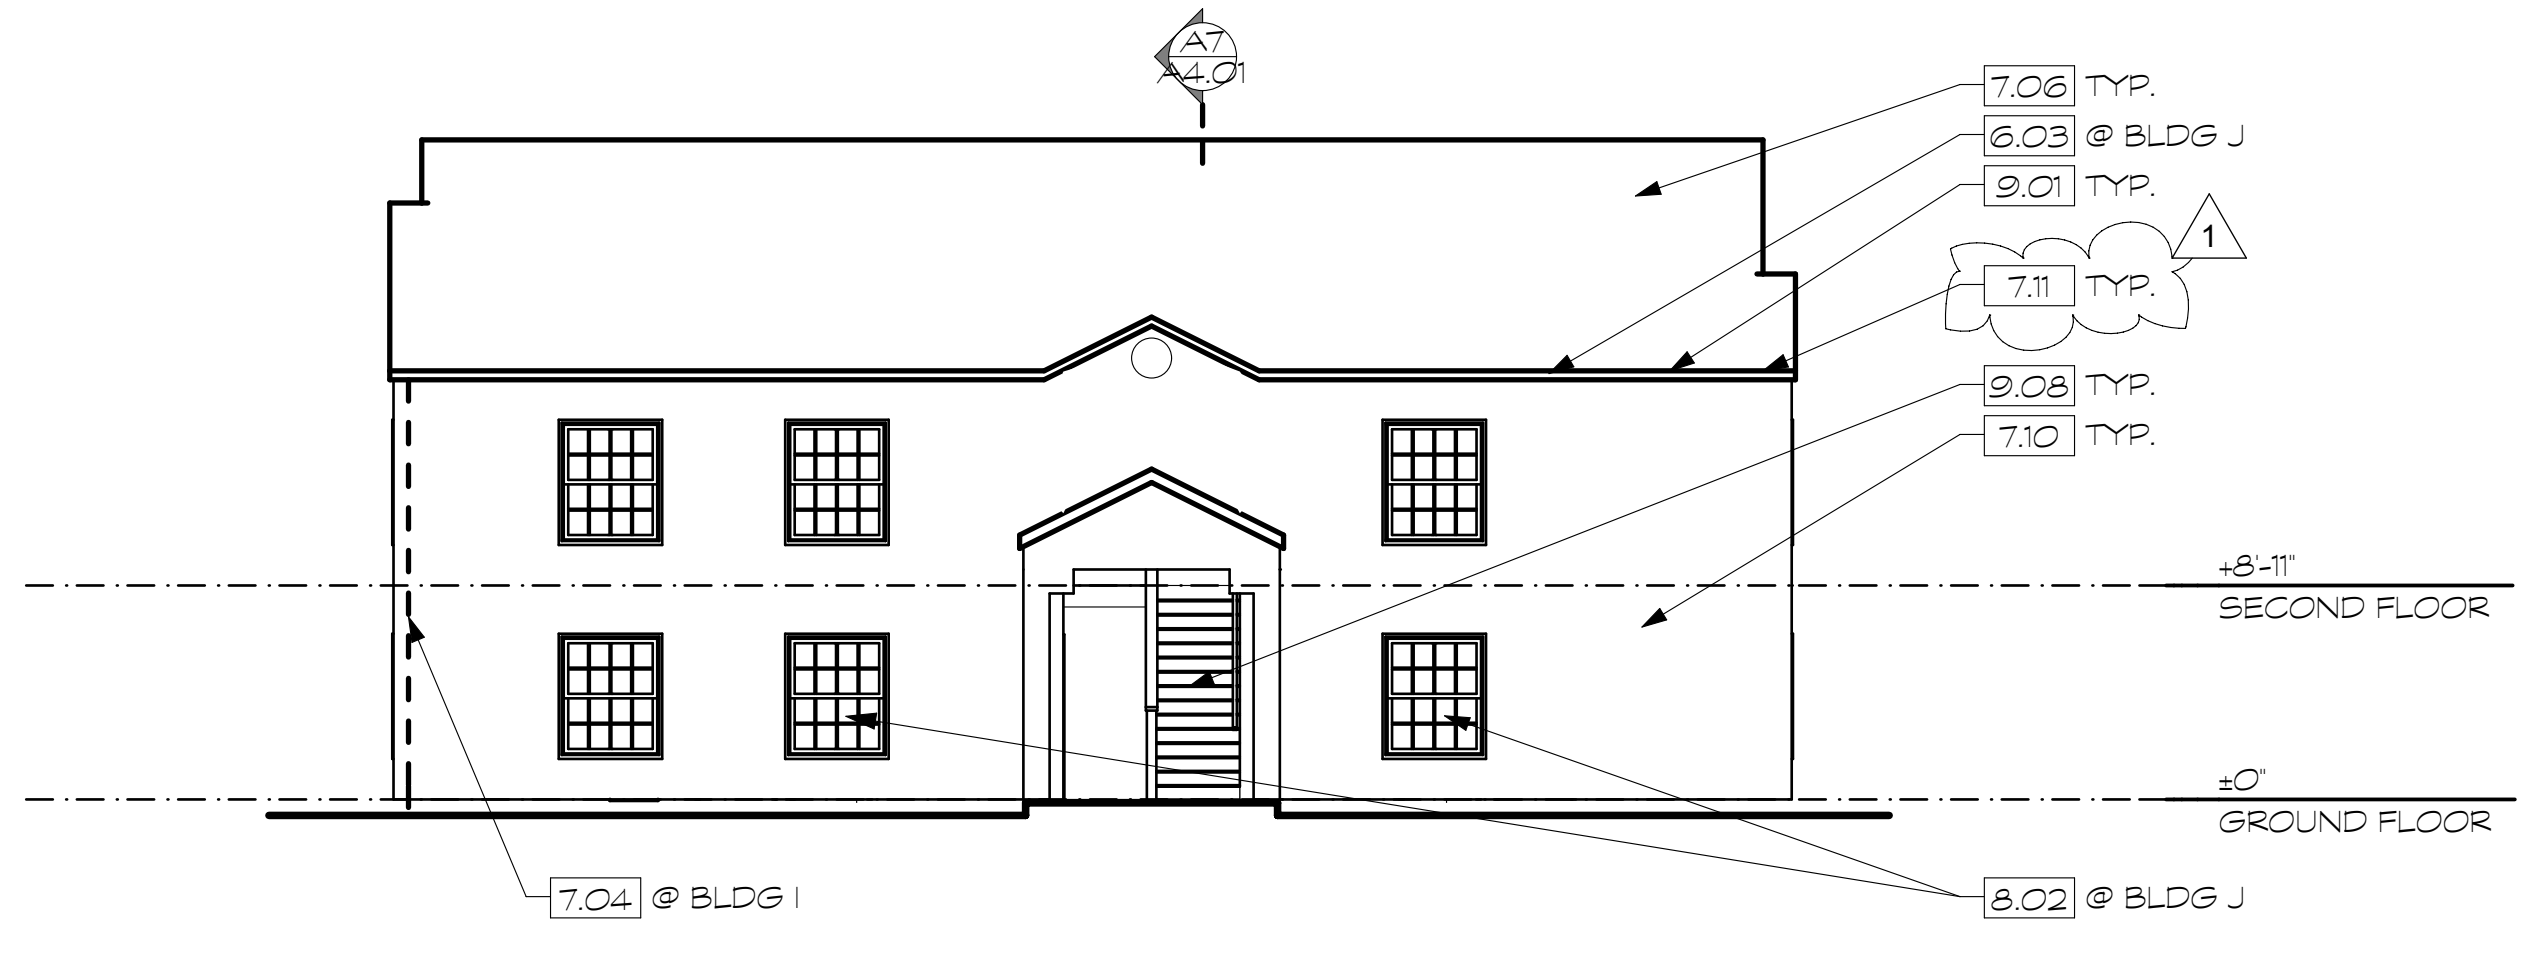 A7
A4.01
7.06 TYP.
6.03 @ BLDG J
9.01 TYP.
1
7.11 TYP.
9.08 TYP.
7.10 TYP.
+8'-11"
SECOND FLOOR
±0"
GROUND FLOOR
7.04 @ BLDG I
8.02 @ BLDG J